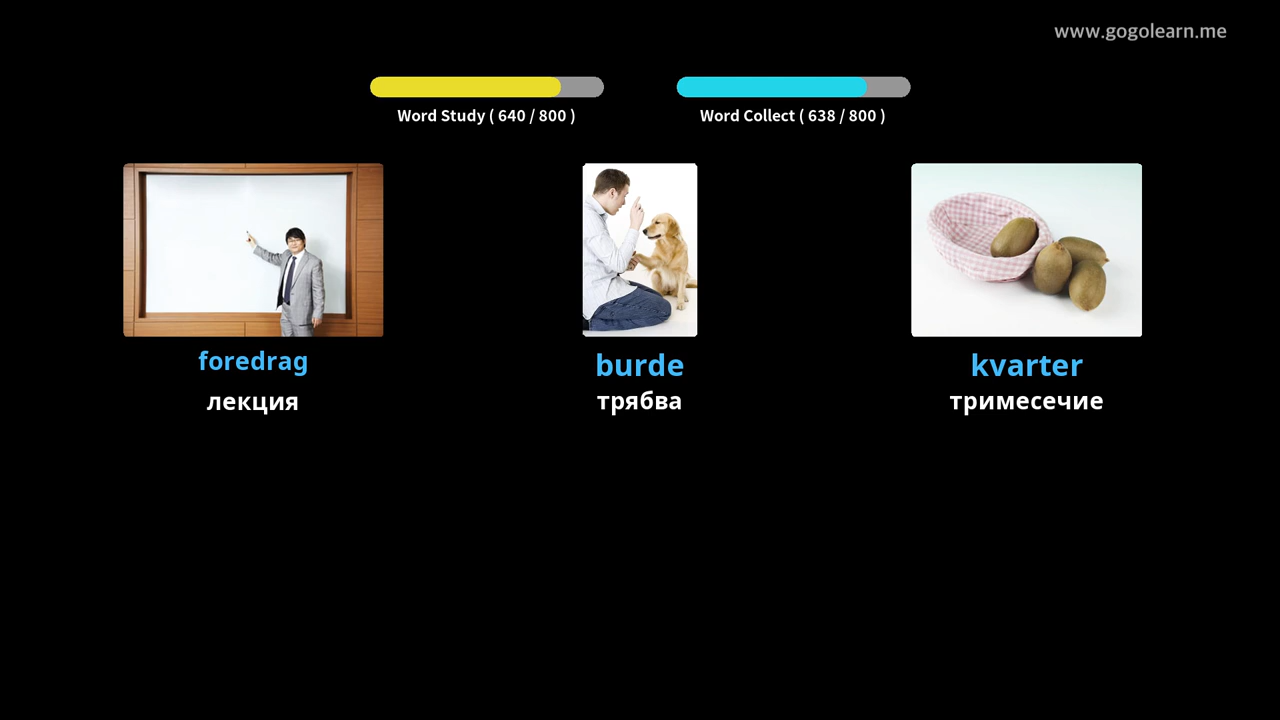 www.gogolearn.me
Word Study ( 640 / 800 )
Word Collect ( 638 / 800 )
foredrag
лекция
burde
трябва
kvarter
тримесечие